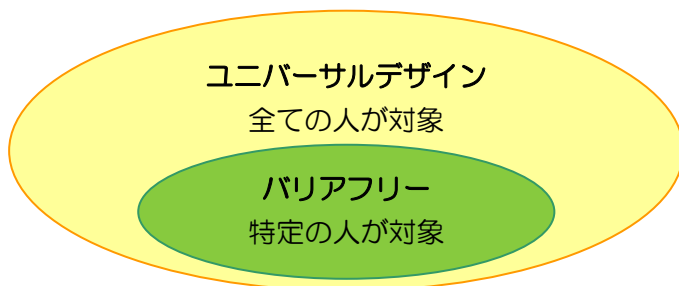 ユニバーサルデザイン
全ての人が対象
バリアフリー
特定の人が対象